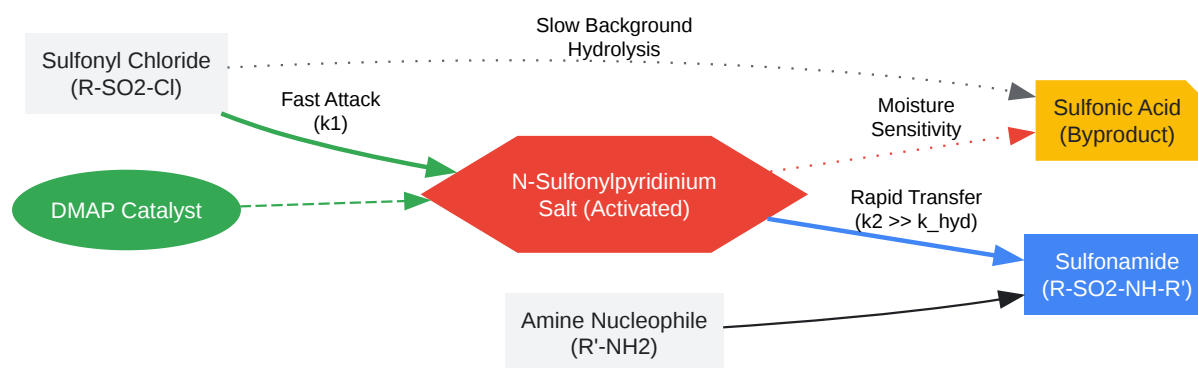 Slow Background
Hydrolysis
Sulfonyl Chloride
(R-SO2-Cl)
Fast Attack
(k1)
Moisture
Sensitivity
Sulfonic Acid
(Byproduct)
DMAP Catalyst
N-Sulfonylpyridinium
Salt (Activated)
Rapid Transfer
(k2 >> k_hyd)
Sulfonamide
(R-SO2-NH-R')
Amine Nucleophile
(R'-NH2)